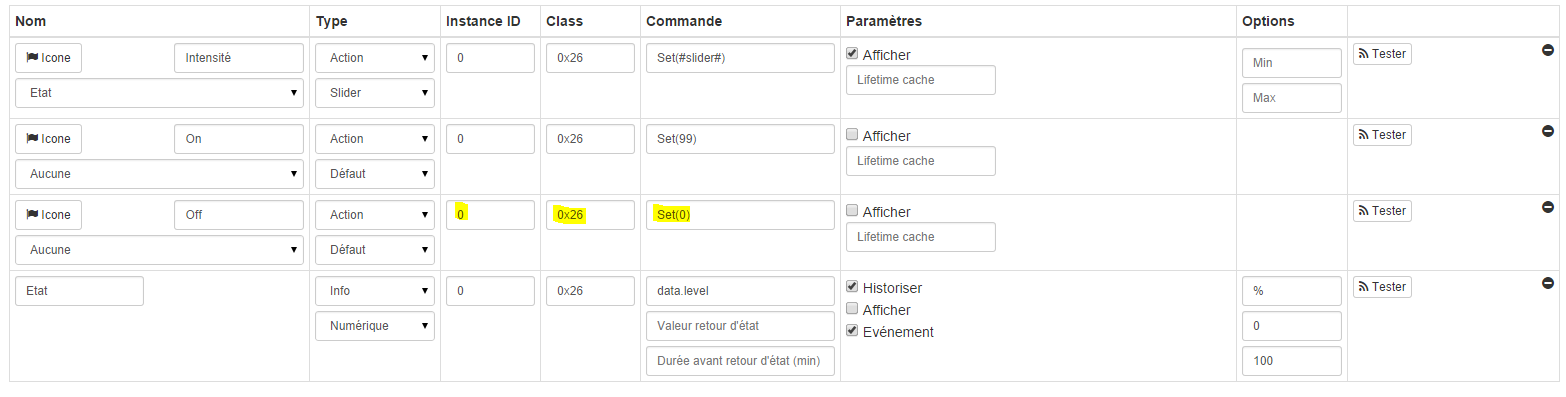 Nom Type Instance ID Class Commande Paramètres Options
Icone Intensité Action 0 0x26 Set(#slider#) Afficher Min Tester
Etat Slider Lifetime cache Max
Icone On Action 0 0x26 Set(99) Afficher Tester
Aucune Défaut Lifetime cache
Icone Off Action 0 0x26 Set(0) Afficher Tester
Aucune Défaut Lifetime cache
Etat Info 0 0x26 data.level Historiser % Tester
Numérique Valeur retour d'état Afficher 0
Evénement
Durée avant retour d'état (min) 100